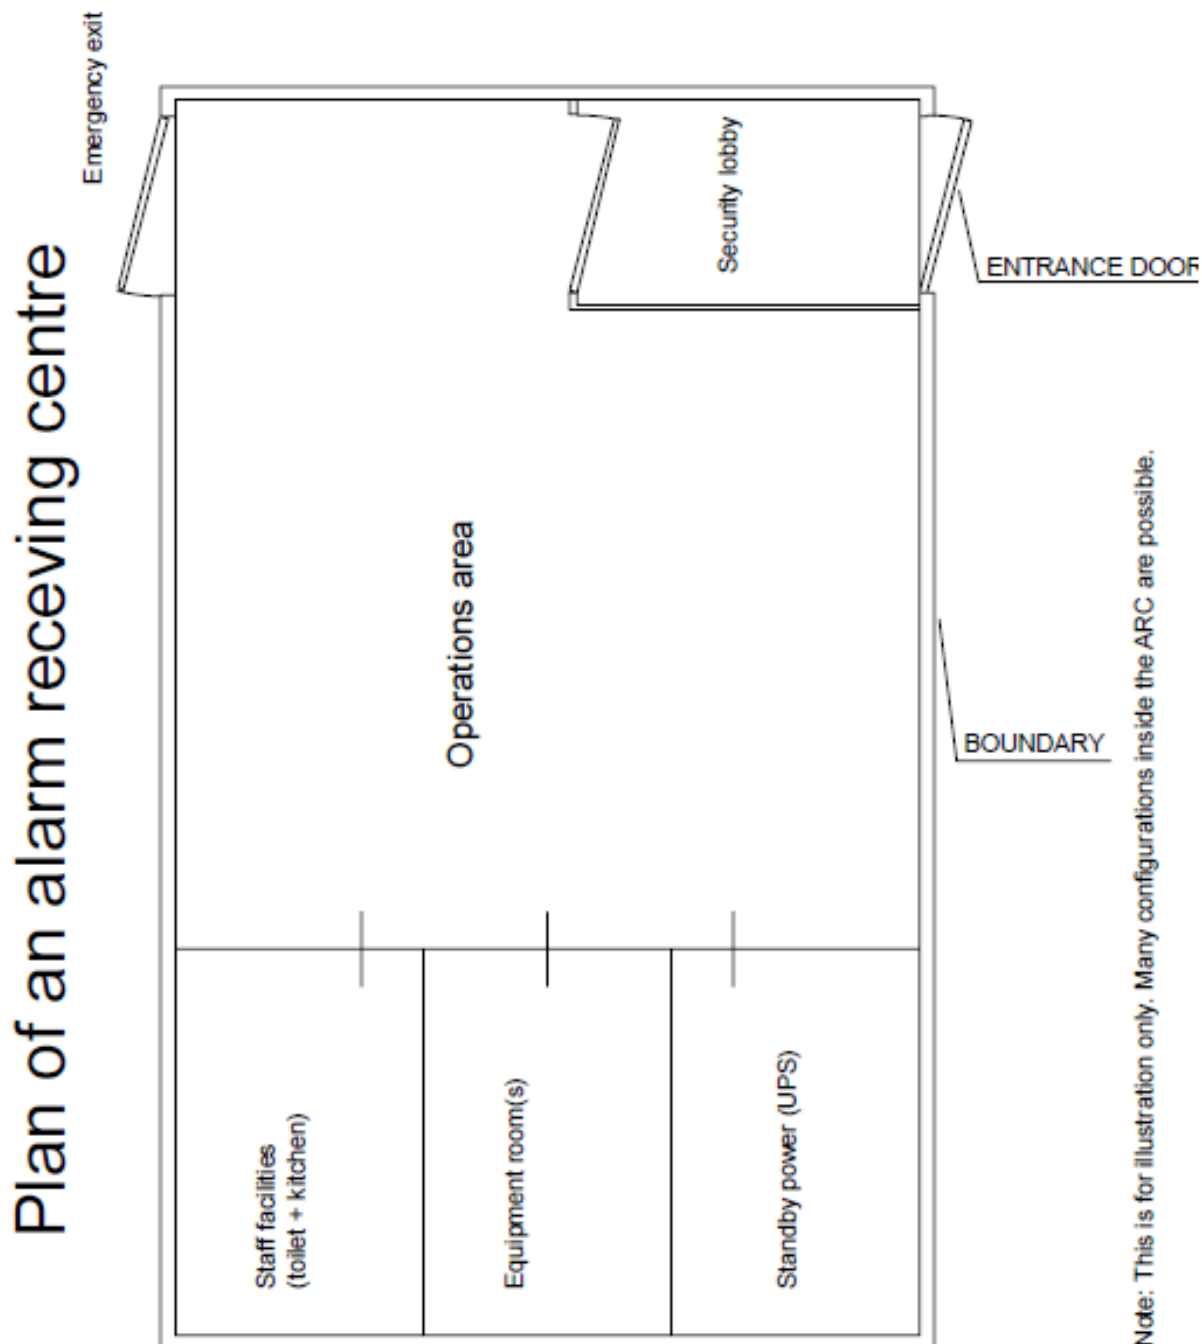 Plan of an alarm receving centre
Emergency exit
Security lobby
ENTRANCE DOOR
Operations area
BOUNDARY
Staff facilities
(toilet + kitchen)
Equipment room(s)
Standby power (UPS)
Note: This is for illustration only. Many configurations inside the ARC are possible.